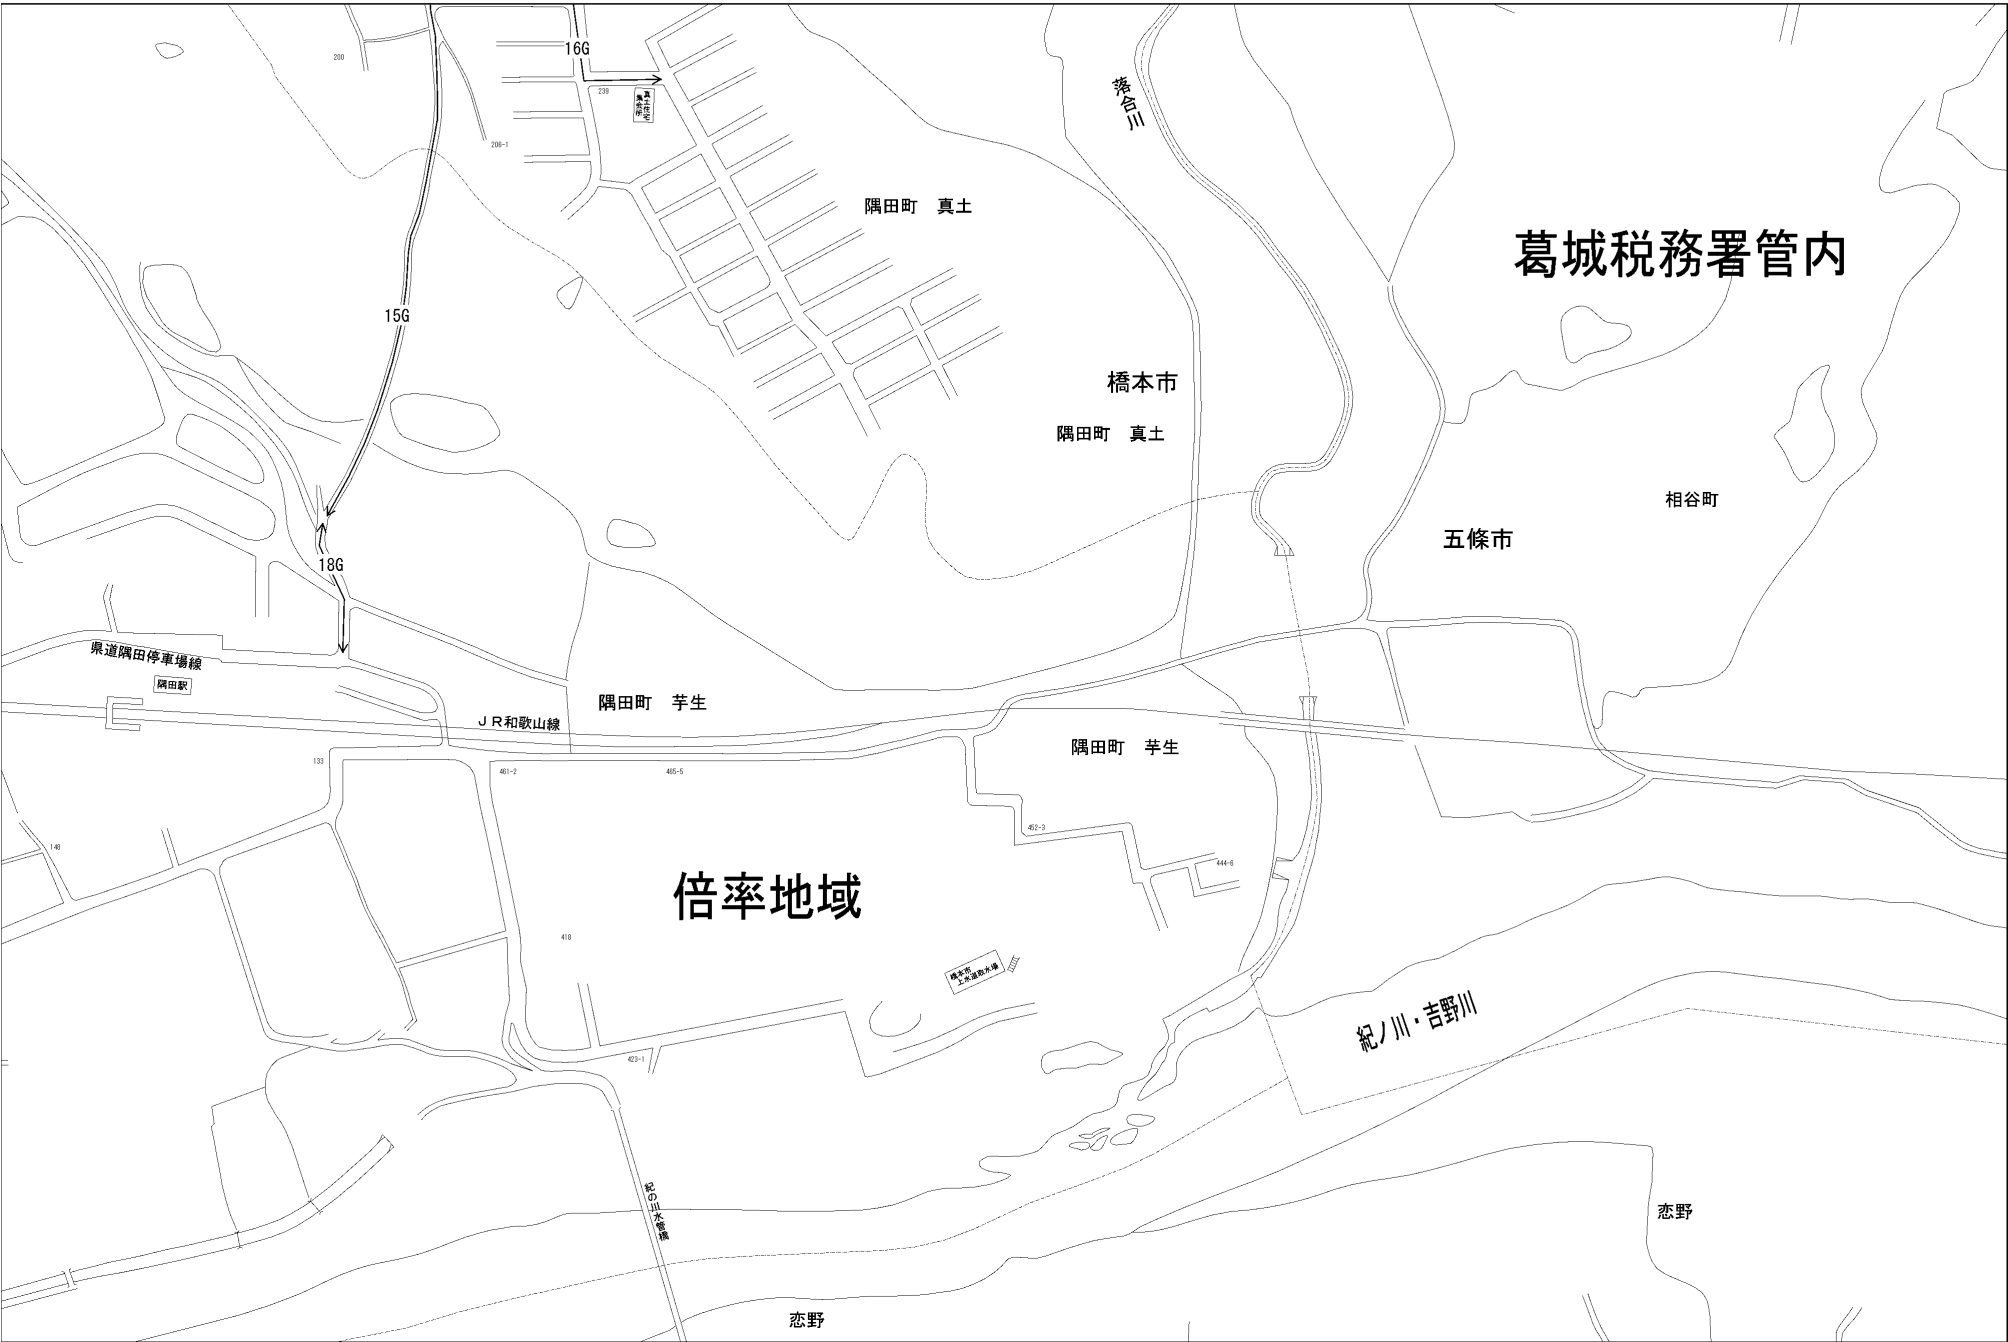 16G
200
239
真土住宅
集会所
206-1
落合川
隅田町　真土
葛城税務署管内
15G
橋本市
隅田町　真土
相谷町
五條市
18G
県道隅田停車場線
隅田駅
隅田町　芋生
ＪＲ和歌山線
隅田町　芋生
133
461-2
465-5
452-3
148
444-6
倍率地域
418
橋本市
上水道取水場
紀ノ川・吉野川
423-1
紀の川水管橋
恋野
恋野